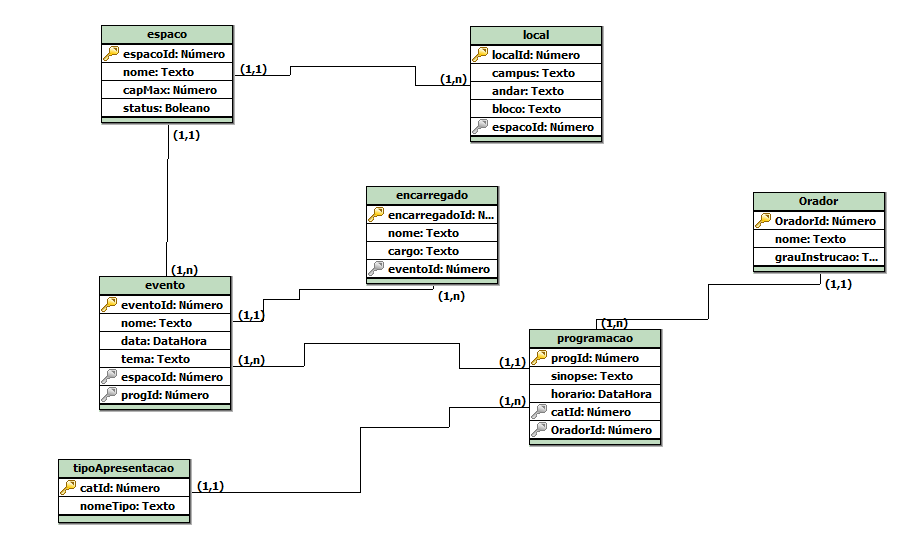 espaco
espacoId: Número
nome: Texto
capMax: Número
status: Boleano
(1,1)
(1,1)
local
localId: Número
campus: Texto
andar: Texto
bloco: Texto
espacoId: Número
(1,n)
encarregado
encarregadoId: N...
nome: Texto
cargo: Texto
eventoId: Número
(1,n)
Orador
OradorId: Número
nome: Texto
grauInstrucao: T...
(1,1)
(1,n)
evento
eventoId: Número
nome: Texto
data: DataHora
tema: Texto
espacoId: Número
progId: Número
(1,1)
(1,n)
(1,n)
programacao
progId: Número
sinopse: Texto
horario: DataHora
catId: Número
OradorId: Número
(1,1)
(1,n)
tipoApresentacao
catId: Número
nomeTipo: Texto
(1,1)